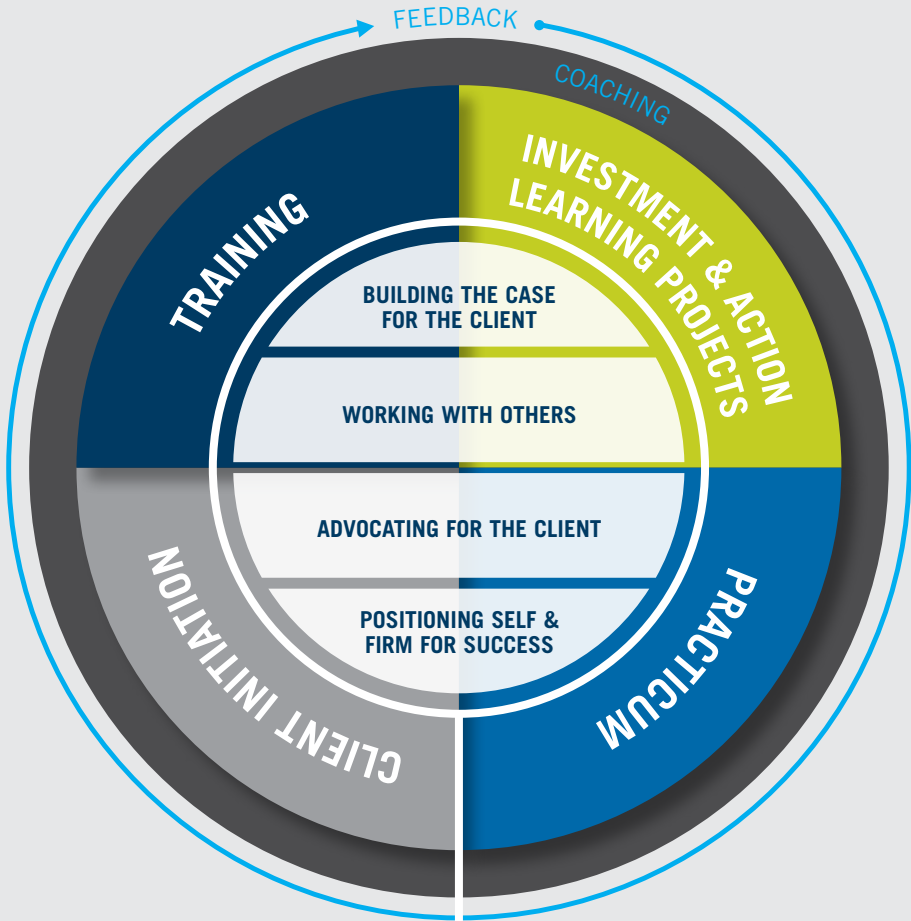 FEEDBACK
COACHING
TRAINING
INVESTMENT & ACTION
LEARNING PROJECTS
BUILDING THE CASE
FOR THE CLIENT
WORKING WITH OTHERS
ADVOCATING FOR THE CLIENT
POSITIONING SELF &
FIRM FOR SUCCESS
CLIENT INITIATION
PRACTICUM